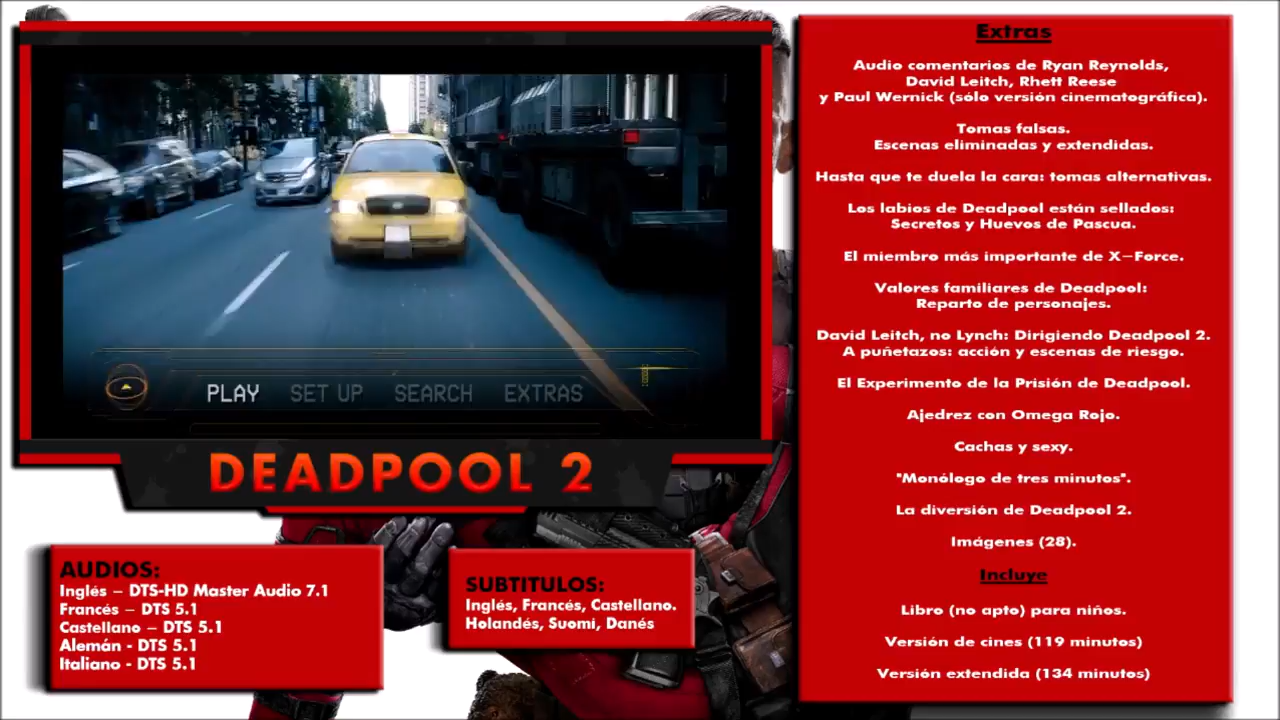 PLAY SET UP SEARCH EXTRAS
DEADPOOL 2
AUDIOS:
Inglés – DTS-HD Master Audio 7.1
Francés – DTS 5.1
Castellano – DTS 5.1
Alemán - DTS 5.1
Italiano - DTS 5.1
SUBTITULOS:
Inglés, Francés, Castellano.
Holandés, Suomi, Danés
Extras
Audio comentarios de Ryan Reynolds,
David Leitch, Rhett Reese
y Paul Wernick (sólo versión cinematográfica).
Tomas falsas.
Escenas eliminadas y extendidas.
Hasta que te duela la cara: tomas alternativas.
Los labios de Deadpool están sellados:
Secretos y Huevos de Pascua.
El miembro más importante de X–Force.
Valores familiares de Deadpool:
Reparto de personajes.
David Leitch, no Lynch: Dirigiendo Deadpool 2.
A puñetazos: acción y escenas de riesgo.
El Experimento de la Prisión de Deadpool.
Ajedrez con Omega Rojo.
Cachas y sexy.
"Monólogo de tres minutos".
La diversión de Deadpool 2.
Imágenes (28).
Incluye
Libro (no apto) para niños.
Versión de cines (119 minutos)
Versión extendida (134 minutos)